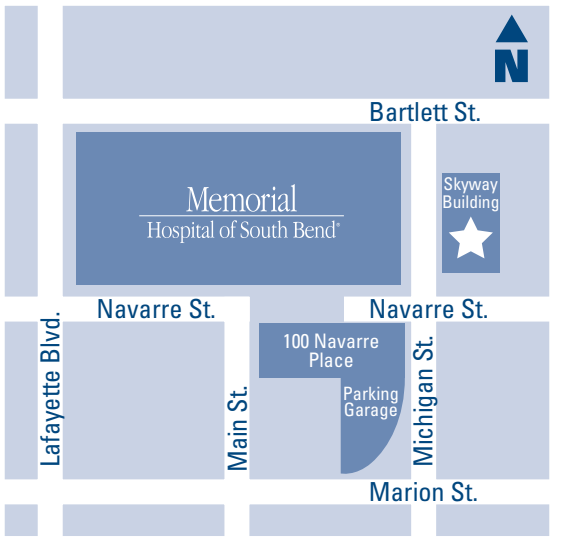 N
Bartlett St.
Skyway
Building
Memorial
Hospital of South Bend®
Navarre St.
Navarre St.
100 Navarre
Place
Parking
Garage
Lafayette Blvd.
Main St.
Michigan St.
Marion St.